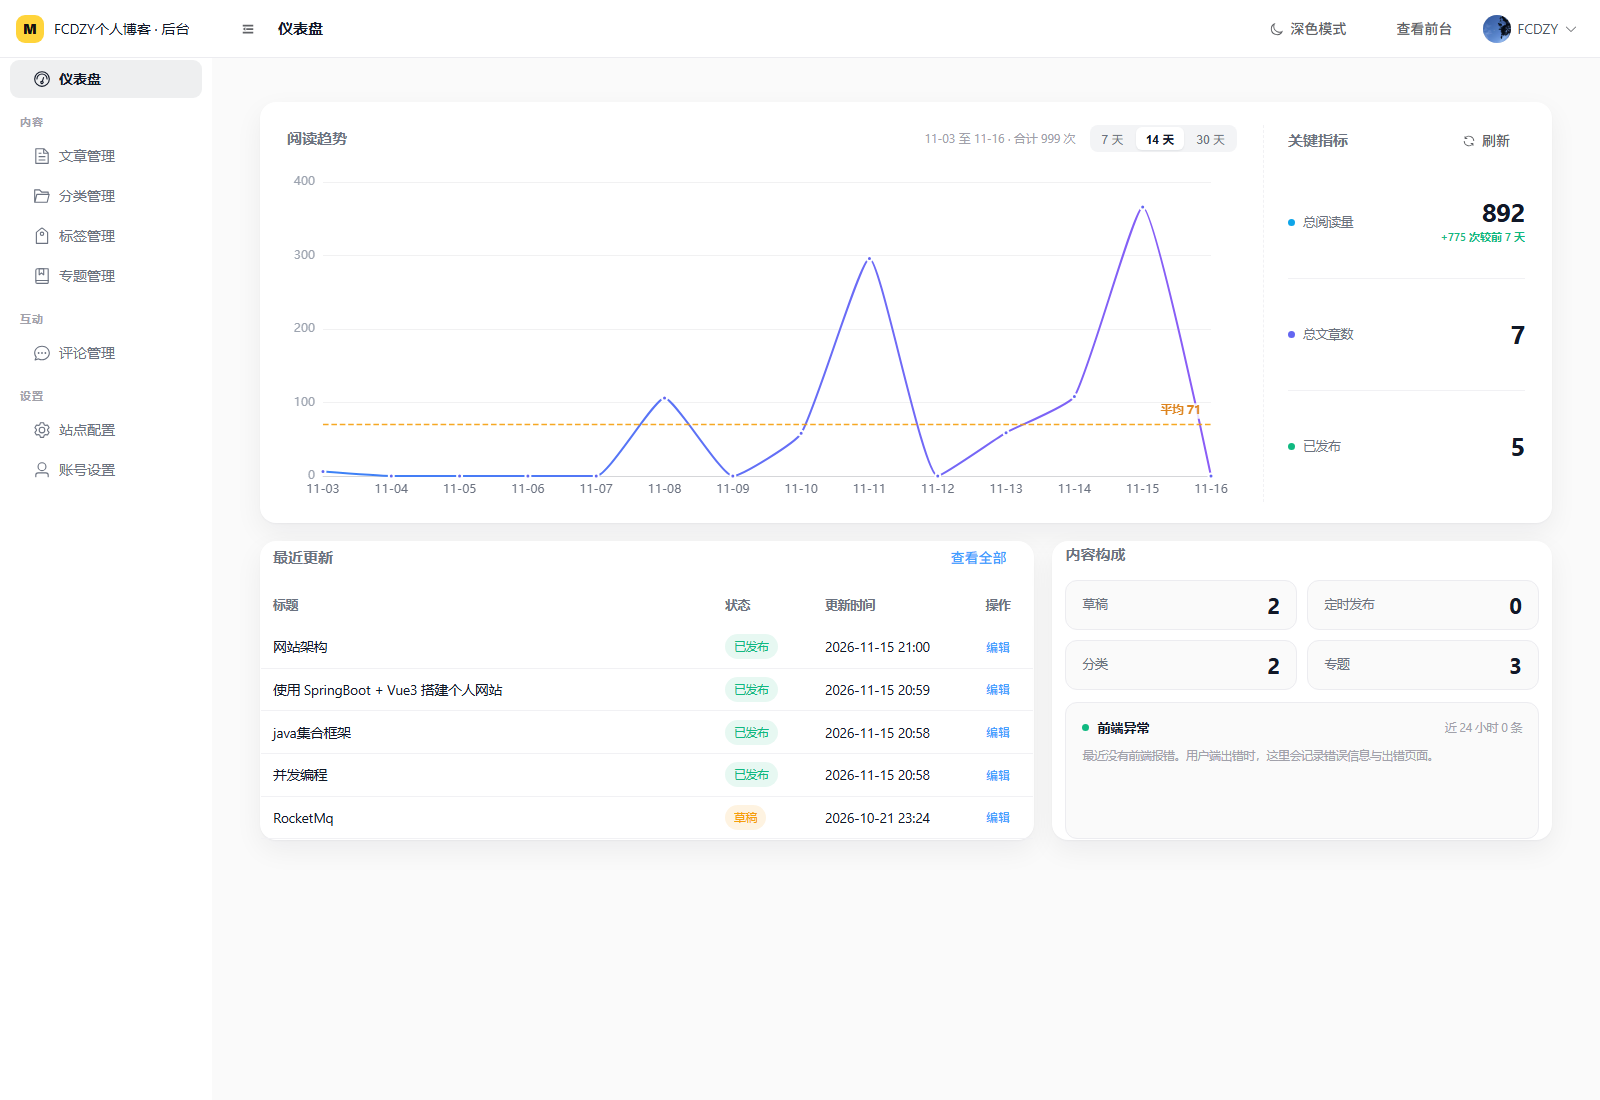 M FCDZY个人博客 · 后台
仪表盘
深色模式
查看前台
FCDZY
仪表盘
内容
文章管理
分类管理
标签管理
专题管理
互动
评论管理
设置
站点配置
账号设置
阅读趋势
11-03 至 11-16 · 合计 999 次
7 天
14 天
30 天
400
300
200
100
0
平均 71
11-03 11-04 11-05 11-06 11-07 11-08 11-09 11-10 11-11 11-12 11-13 11-14 11-15 11-16
关键指标
刷新
总阅读量
892
+775 次较前 7 天
总文章数
7
已发布
5
最近更新
查看全部
标题 状态 更新时间 操作
网站架构 已发布 2026-11-15 21:00 编辑
使用 SpringBoot + Vue3 搭建个人网站 已发布 2026-11-15 20:59 编辑
java集合框架 已发布 2026-11-15 20:58 编辑
并发编程 已发布 2026-11-15 20:58 编辑
RocketMq 草稿 2026-10-21 23:24 编辑
内容构成
草稿 2
定时发布 0
分类 2
专题 3
前端异常
近 24 小时 0 条
最近没有前端报错。用户端出错时，这里会记录错误信息与出错页面。